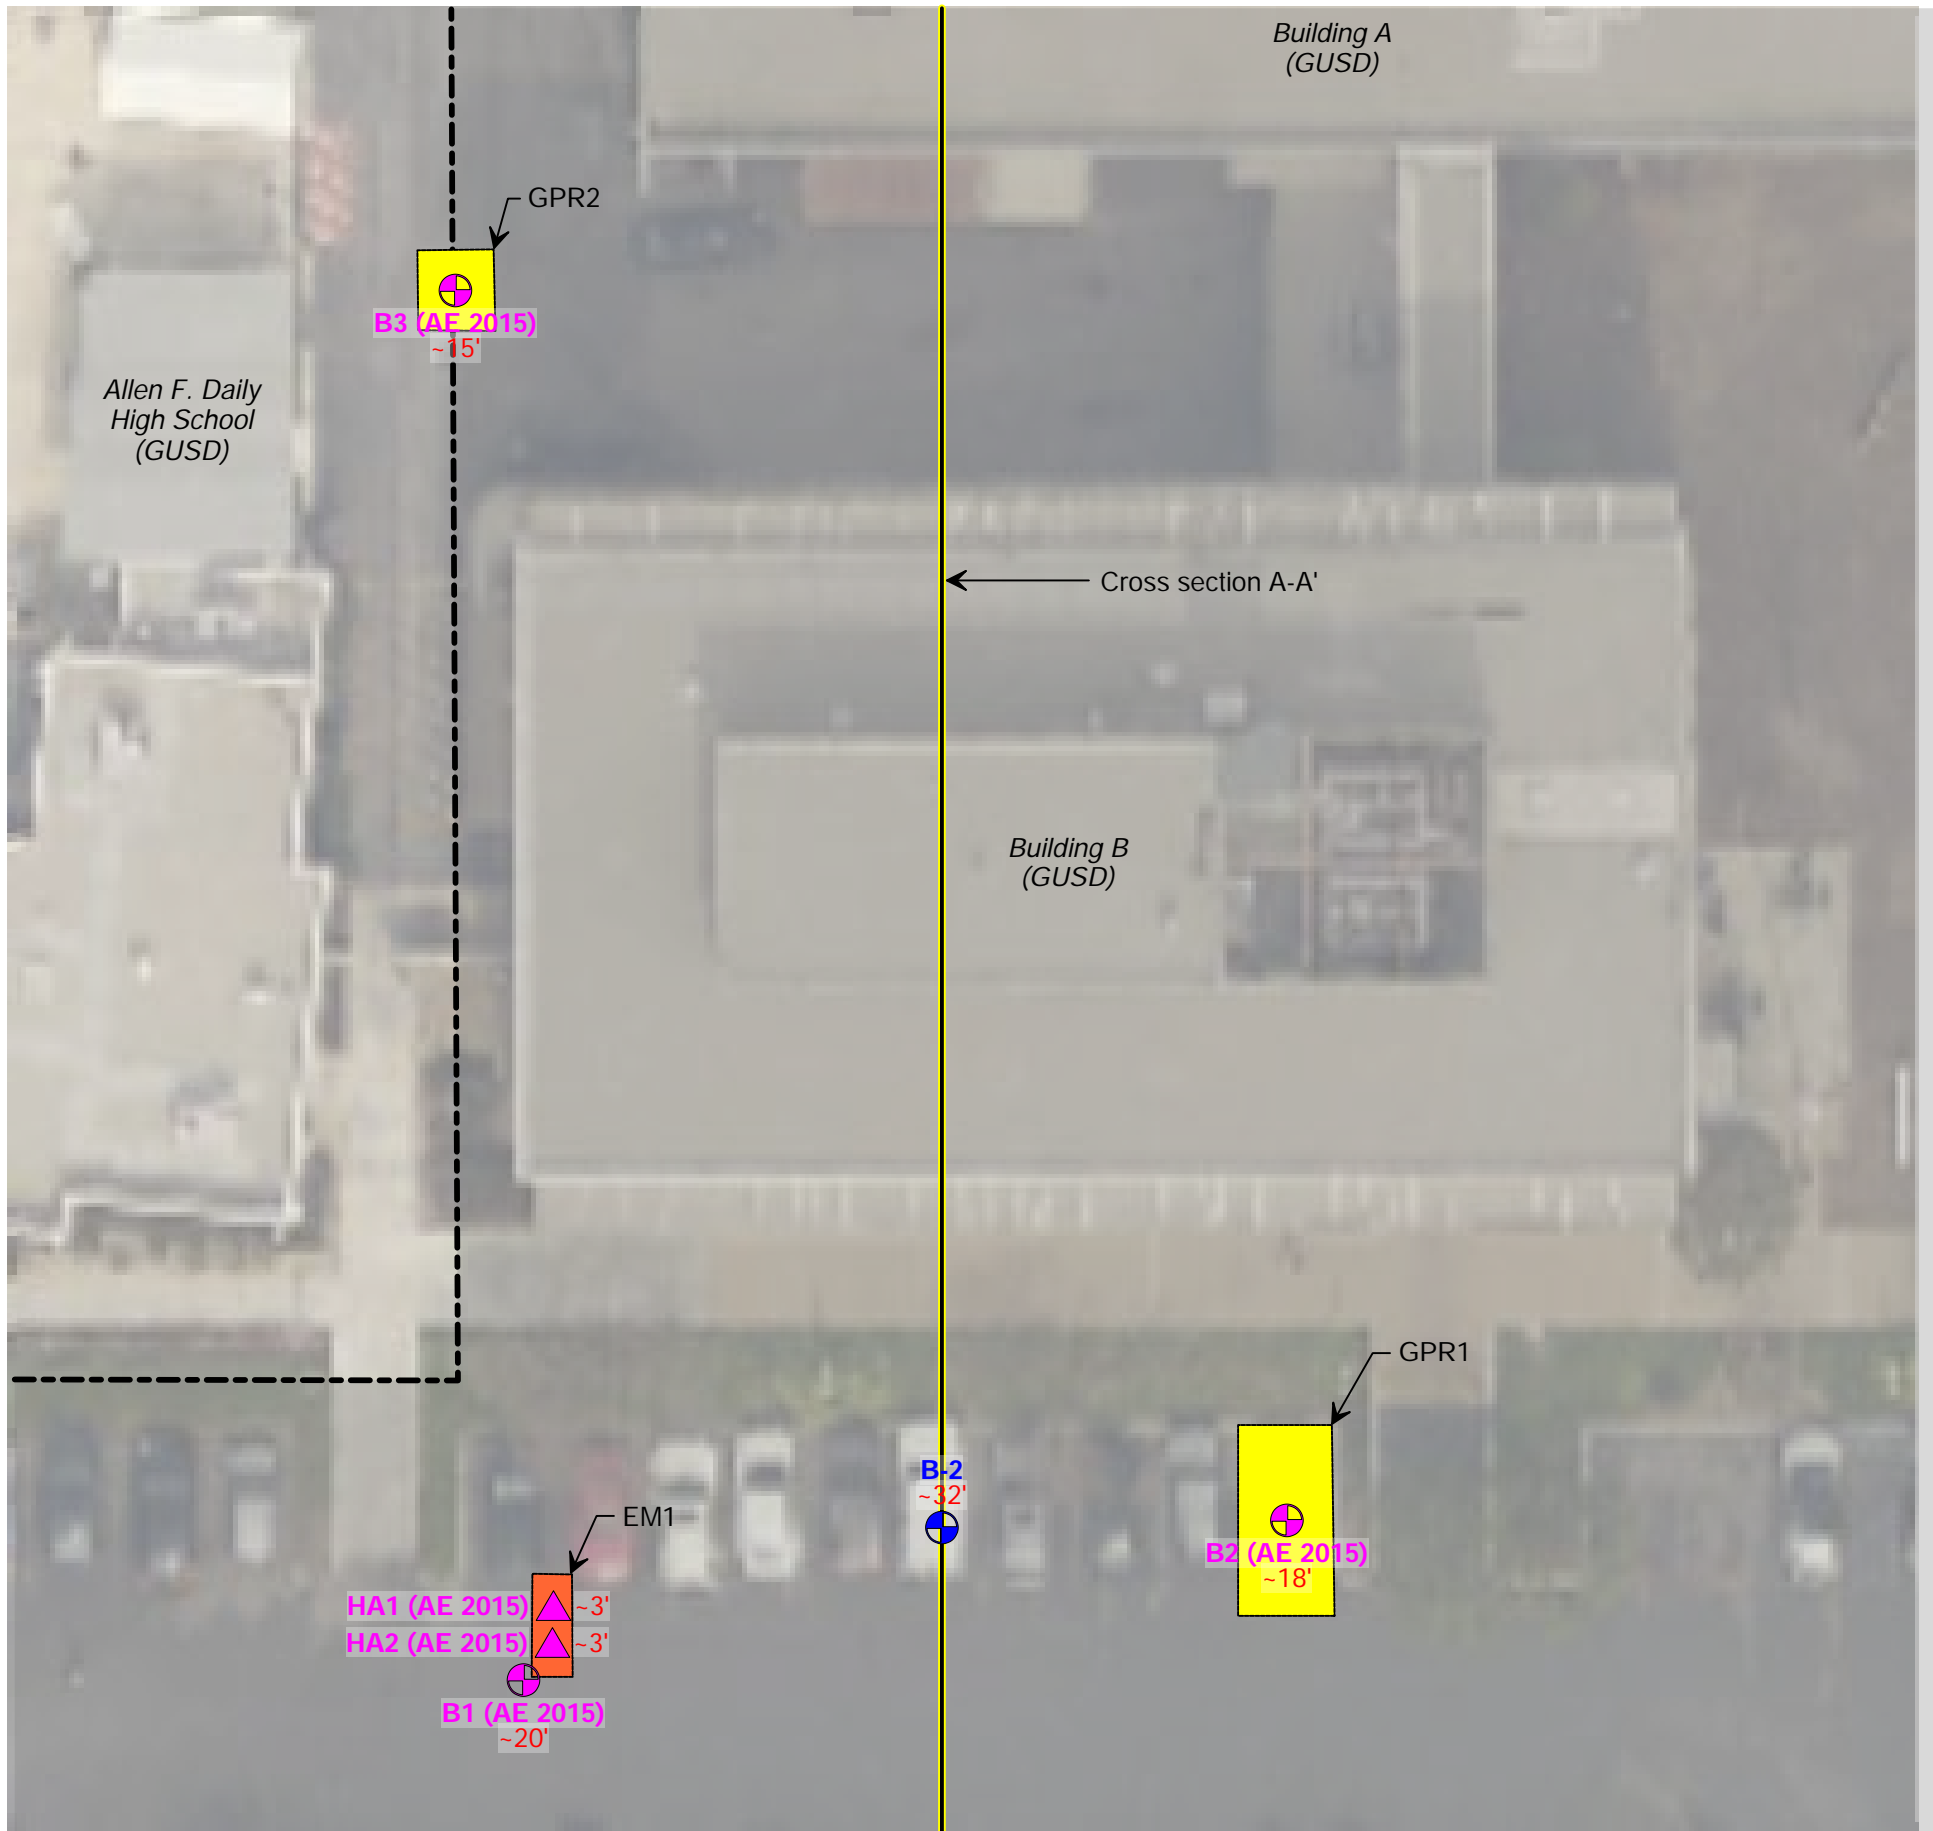 Building A
(GUSD)
GPR2
B3 (AE 2015)
~15'
Allen F. Daily
High School
(GUSD)
Cross section A-A'
Building B
(GUSD)
GPR1
B-2
~32'
EM1
B2 (AE 2015)
~18'
HA1 (AE 2015) ~3'
HA2 (AE 2015) ~3'
B1 (AE 2015)
~20'